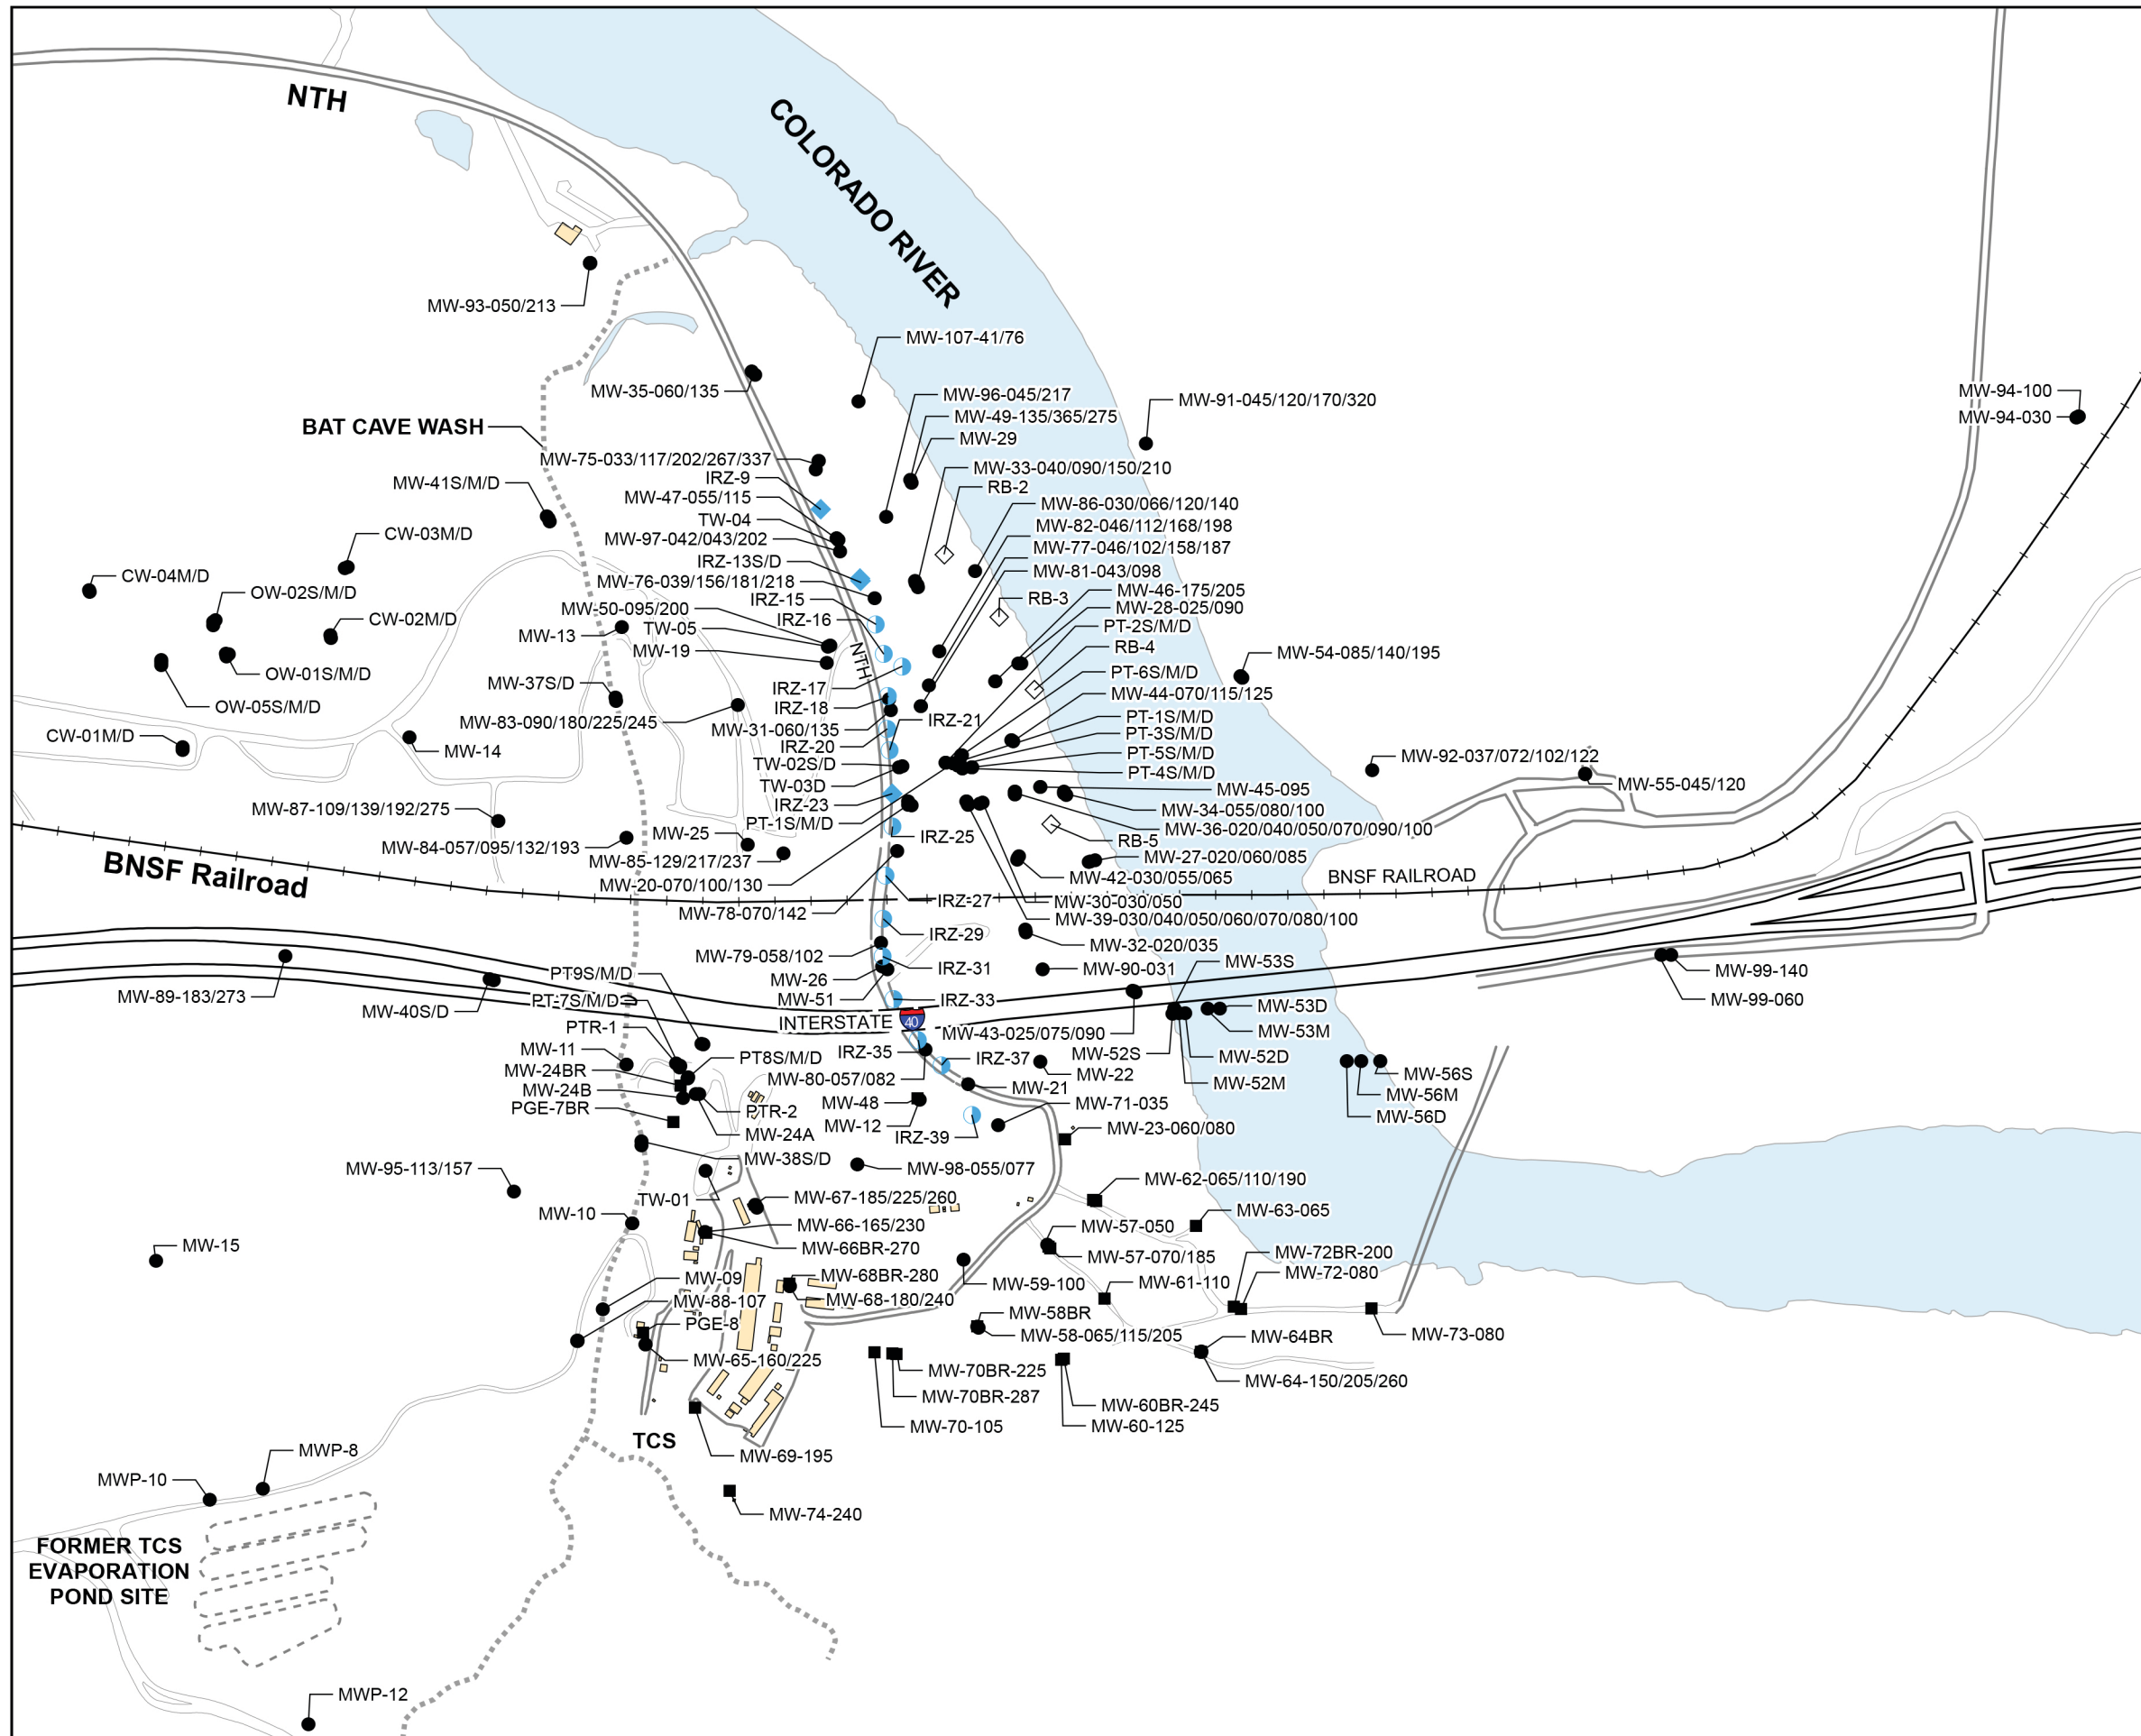 NTH
COLORADO RIVER
MW-93-050/213
MW-107-41/76
MW-35-060/135
MW-96-045/217
MW-91-045/120/170/320
MW-94-100
MW-49-135/365/275
MW-94-030
BAT CAVE WASH
MW-29
MW-75-033/117/202/267/337
MW-33-040/090/150/210
IRZ-9
MW-41S/M/D
RB-2
MW-47-055/115
MW-86-030/066/120/140
TW-04
MW-82-046/112/168/198
CW-03M/D
MW-97-042/043/202
MW-77-046/102/158/187
IRZ-13S/D
MW-81-043/098
CW-04M/D
MW-76-039/156/181/218
MW-46-175/205
OW-02S/M/D
IRZ-15
RB-3
MW-50-095/200
MW-28-025/090
CW-02M/D
IRZ-16
PT-2S/M/D
MW-13
TW-05
MW-19
RB-4
MW-54-085/140/195
NTH
OW-01S/M/D
PT-6S/M/D
MW-37S/D
IRZ-17
MW-44-070/115/125
OW-05S/M/D
IRZ-18
PT-1S/M/D
MW-83-090/180/225/245
IRZ-21
MW-31-060/135
PT-3S/M/D
CW-01M/D
MW-14
IRZ-20
PT-5S/M/D
MW-92-037/072/102/122
TW-02S/D
PT-4S/M/D
TW-03D
MW-45-095
MW-55-045/120
MW-87-109/139/192/275
IRZ-23
MW-34-055/080/100
PT-1S/M/D
MW-36-020/040/050/070/090/100
MW-25
IRZ-25
RB-5
MW-84-057/095/132/193
MW-85-129/217/237
MW-27-020/060/085
BNSF Railroad
MW-20-070/100/130
MW-42-030/055/065
BNSF RAILROAD
IRZ-27
MW-30-030/050
MW-78-070/142
MW-39-030/040/050/060/070/080/100
IRZ-29
MW-32-020/035
MW-79-058/102
IRZ-31
MW-90-031
MW-53S
PT9S/M/D
MW-26
MW-99-140
MW-89-183/273
PT-7S/M/D
MW-51
IRZ-33
MW-99-060
MW-40S/D
MW-53D
INTERSTATE
40
PTR-1
MW-43-025/075/090
MW-53M
MW-11
PT8S/M/D
IRZ-35
IRZ-37
MW-52S
MW-52D
MW-24BR
MW-80-057/082
MW-22
MW-56S
MW-24B
MW-21
MW-52M
MW-56M
PGE-7BR
PTR-2
MW-48
MW-71-035
MW-56D
MW-24A
MW-12
IRZ-39
MW-23-060/080
MW-38S/D
MW-95-113/157
MW-98-055/077
MW-62-065/110/190
TW-01
MW-67-185/225/260
MW-10
MW-66-165/230
MW-63-065
MW-57-050
MW-15
MW-66BR-270
MW-57-070/185
MW-72BR-200
MW-09
MW-68BR-280
MW-59-100
MW-61-110
MW-72-080
MW-88-107
MW-68-180/240
MW-58BR
PGE-8
MW-58-065/115/205
MW-64BR
MW-73-080
MW-65-160/225
MW-70BR-225
MW-64-150/205/260
MW-70BR-287
MW-60BR-245
MW-70-105
MW-60-125
TCS
MWP-8
MW-69-195
MWP-10
MW-74-240
FORMER TCS
EVAPORATION
POND SITE
MWP-12